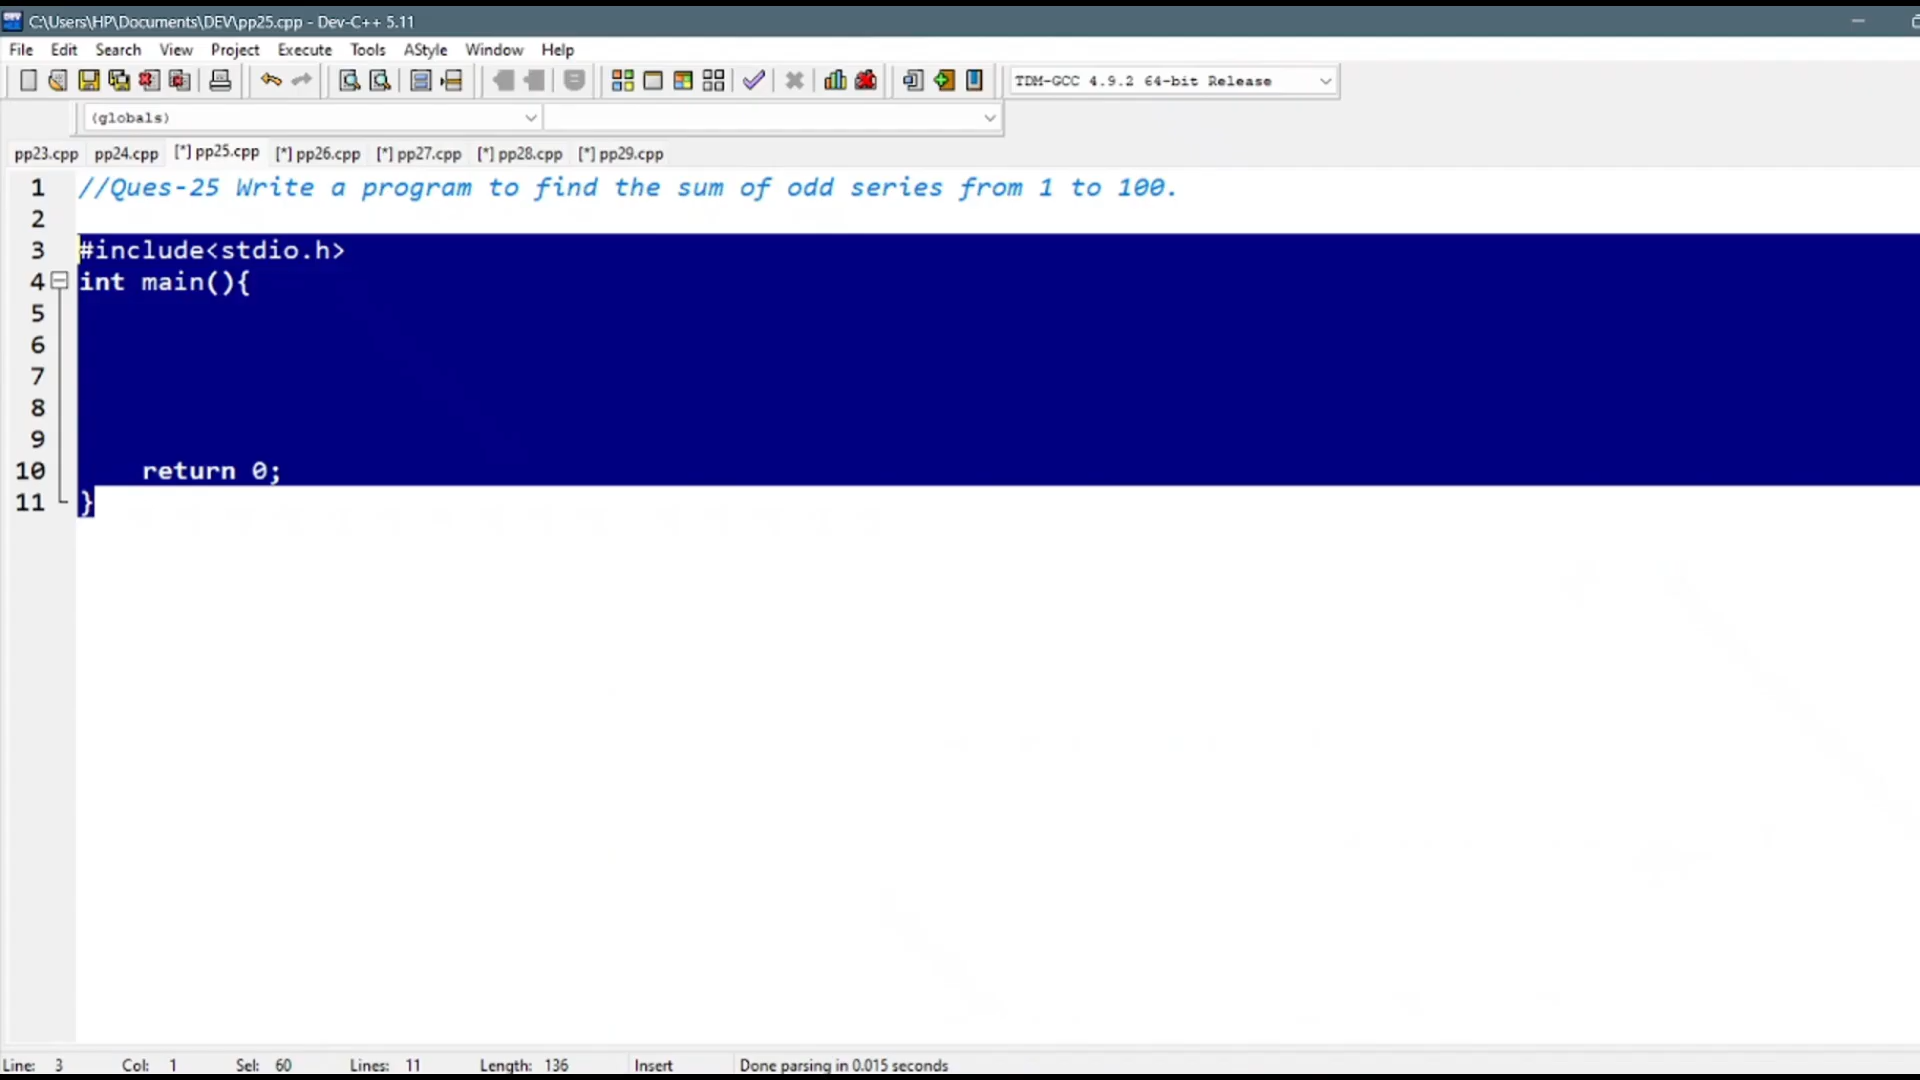 C:\Users\HP\Documents\DEV\pp25.cpp - Dev-C++ 5.11
File Edit Search View Project Execute Tools AStyle Window Help
TDM-GCC 4.9.2 64-bit Release
(globals)
pp23.cpp pp24.cpp [*] pp25.cpp [*] pp26.cpp [*] pp27.cpp [*] pp28.cpp [*] pp29.cpp
1 //Ques-25 Write a program to find the sum of odd series from 1 to 100.
2
3 #include<stdio.h>
4 int main(){
5
6
7
8
9
10 return 0;
11 }
Line: 3 Col: 1 Sel: 60 Lines: 11 Length: 136 Insert Done parsing in 0.015 seconds